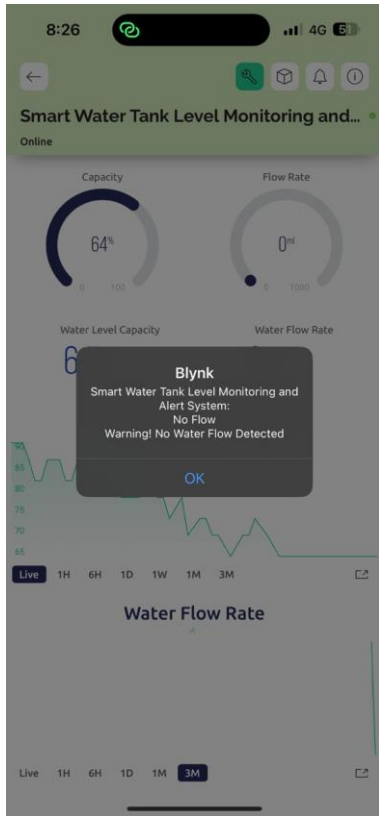 8:26
4G 51
Smart Water Tank Level Monitoring and...
Online
Capacity
Flow Rate
64%
0ml
0 100
0 1000
Water Level Capacity
Water Flow Rate
6
Blynk
Smart Water Tank Level Monitoring and
Alert System:
No Flow
Warning! No Water Flow Detected
OK
90
85
80
75
70
65
Live 1H 6H 1D 1W 1M 3M
Water Flow Rate
Live 1H 6H 1D 1M 3M